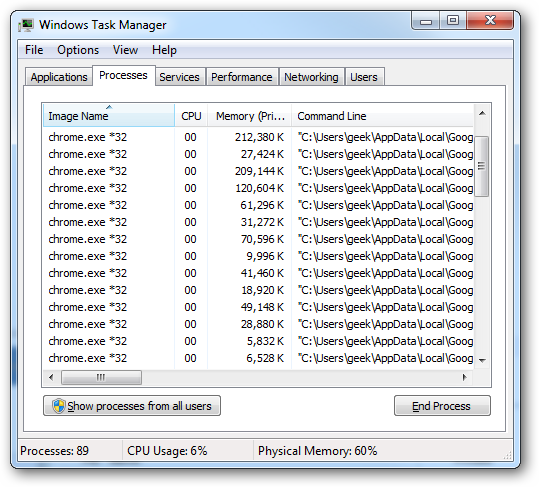 Windows Task Manager
File Options View Help
Applications Processes Services Performance Networking Users
Image Name CPU Memory (Pri... Command Line
chrome.exe *32 00 212,380 K "C:\Users\geek\AppData\Local\Goog
chrome.exe *32 00 27,424 K "C:\Users\geek\AppData\Local\Goog
chrome.exe *32 00 209,144 K "C:\Users\geek\AppData\Local\Goog
chrome.exe *32 00 120,604 K "C:\Users\geek\AppData\Local\Goog
chrome.exe *32 00 61,296 K "C:\Users\geek\AppData\Local\Goog
chrome.exe *32 00 31,272 K "C:\Users\geek\AppData\Local\Goog
chrome.exe *32 00 70,596 K "C:\Users\geek\AppData\Local\Goog
chrome.exe *32 00 9,996 K "C:\Users\geek\AppData\Local\Goog
chrome.exe *32 00 41,460 K "C:\Users\geek\AppData\Local\Goog
chrome.exe *32 00 18,920 K "C:\Users\geek\AppData\Local\Goog
chrome.exe *32 00 49,148 K "C:\Users\geek\AppData\Local\Goog
chrome.exe *32 00 28,880 K "C:\Users\geek\AppData\Local\Goog
chrome.exe *32 00 5,832 K "C:\Users\geek\AppData\Local\Goog
chrome.exe *32 00 6,528 K "C:\Users\geek\AppData\Local\Goog
Show processes from all users End Process
Processes: 89 CPU Usage: 6% Physical Memory: 60%